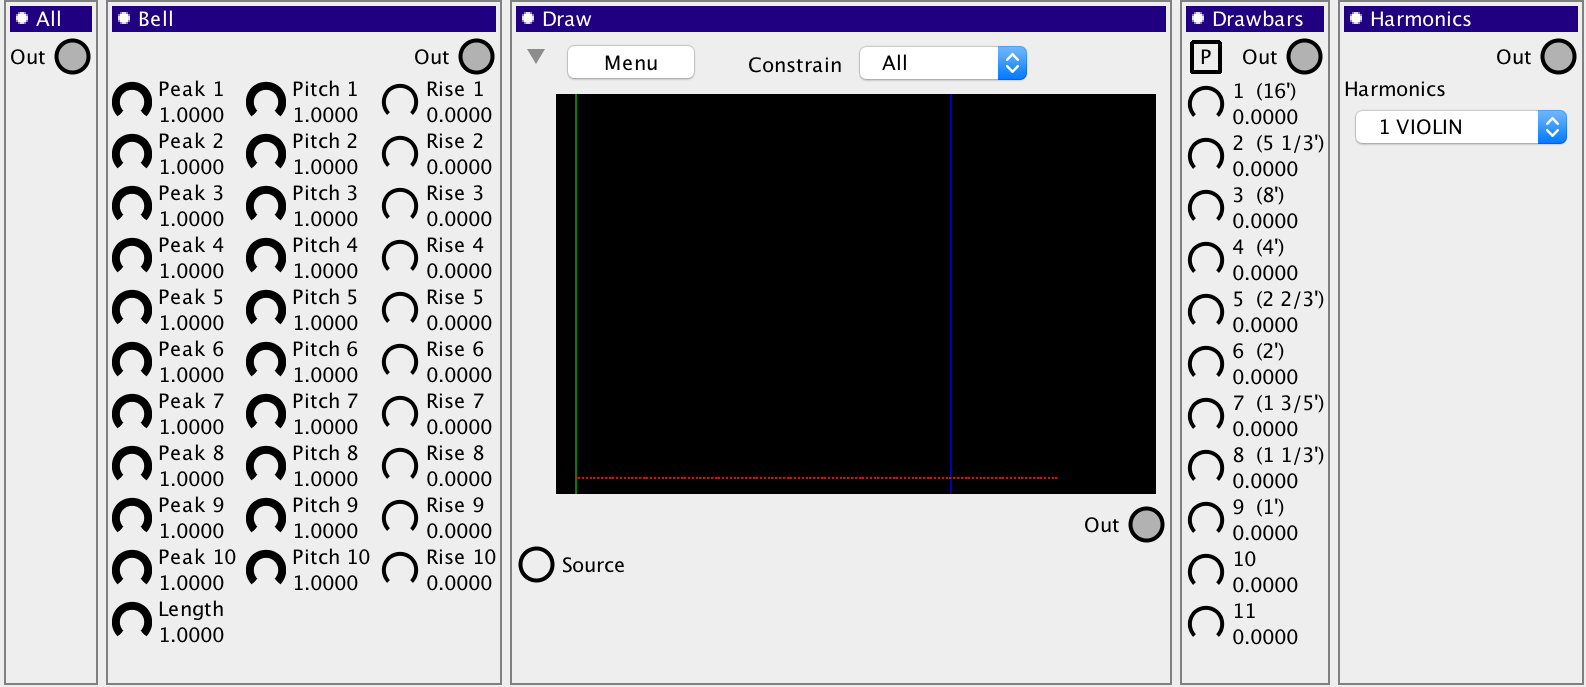 All
Out
Bell
Out
Peak 1 Pitch 1 Rise 1
1.0000 1.0000 0.0000
Peak 2 Pitch 2 Rise 2
1.0000 1.0000 0.0000
Peak 3 Pitch 3 Rise 3
1.0000 1.0000 0.0000
Peak 4 Pitch 4 Rise 4
1.0000 1.0000 0.0000
Peak 5 Pitch 5 Rise 5
1.0000 1.0000 0.0000
Peak 6 Pitch 6 Rise 6
1.0000 1.0000 0.0000
Peak 7 Pitch 7 Rise 7
1.0000 1.0000 0.0000
Peak 8 Pitch 8 Rise 8
1.0000 1.0000 0.0000
Peak 9 Pitch 9 Rise 9
1.0000 1.0000 0.0000
Peak 10 Pitch 10 Rise 10
1.0000 1.0000 0.0000
Length
1.0000
Draw
Menu Constrain All
Out
Source
Drawbars
P Out
1 (16')
0.0000
2 (5 1/3')
0.0000
3 (8')
0.0000
4 (4')
0.0000
5 (2 2/3')
0.0000
6 (2')
0.0000
7 (1 3/5')
0.0000
8 (1 1/3')
0.0000
9 (1')
0.0000
10
0.0000
11
0.0000
Harmonics
Out
Harmonics
1 VIOLIN